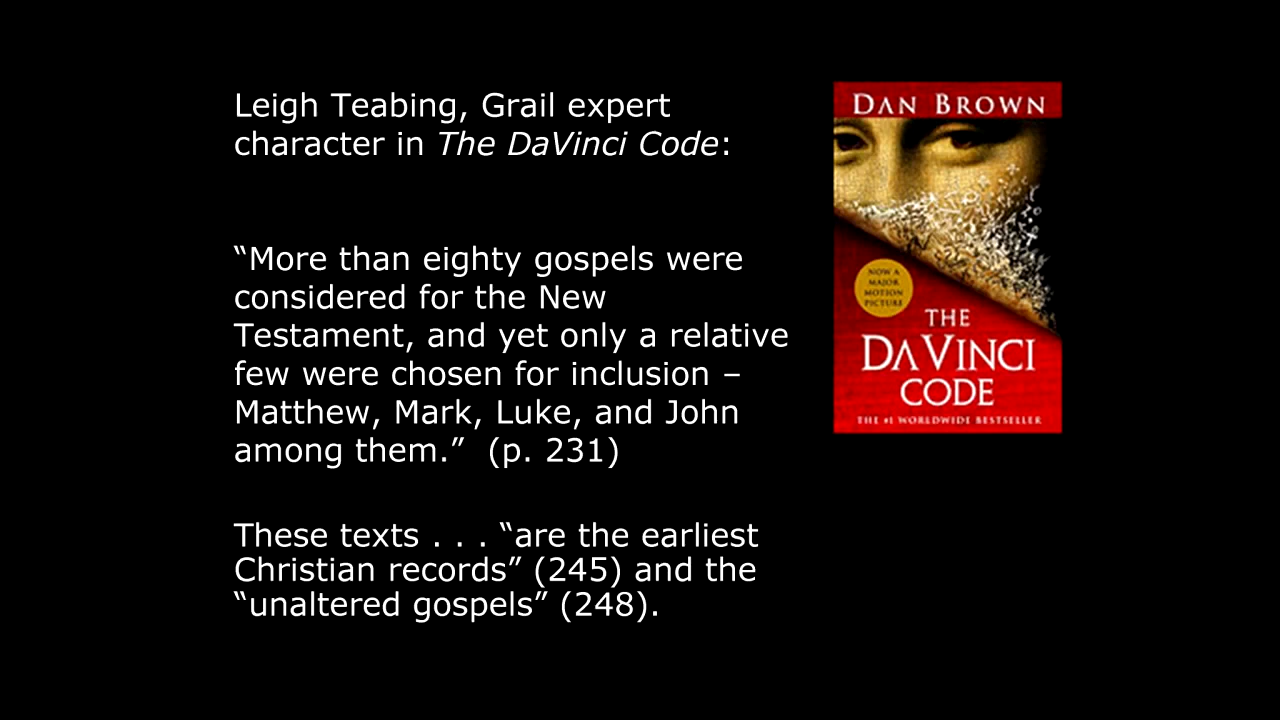 Leigh Teabing, Grail expert
character in The DaVinci Code:
“More than eighty gospels were
considered for the New
Testament, and yet only a relative
few were chosen for inclusion –
Matthew, Mark, Luke, and John
among them.” (p. 231)
These texts . . . “are the earliest
Christian records” (245) and the
“unaltered gospels” (248).
DAN BROWN
NOW A
MAJOR
MOTION
PICTURE
THE
DA VINCI
CODE
THE #1 WORLDWIDE BESTSELLER